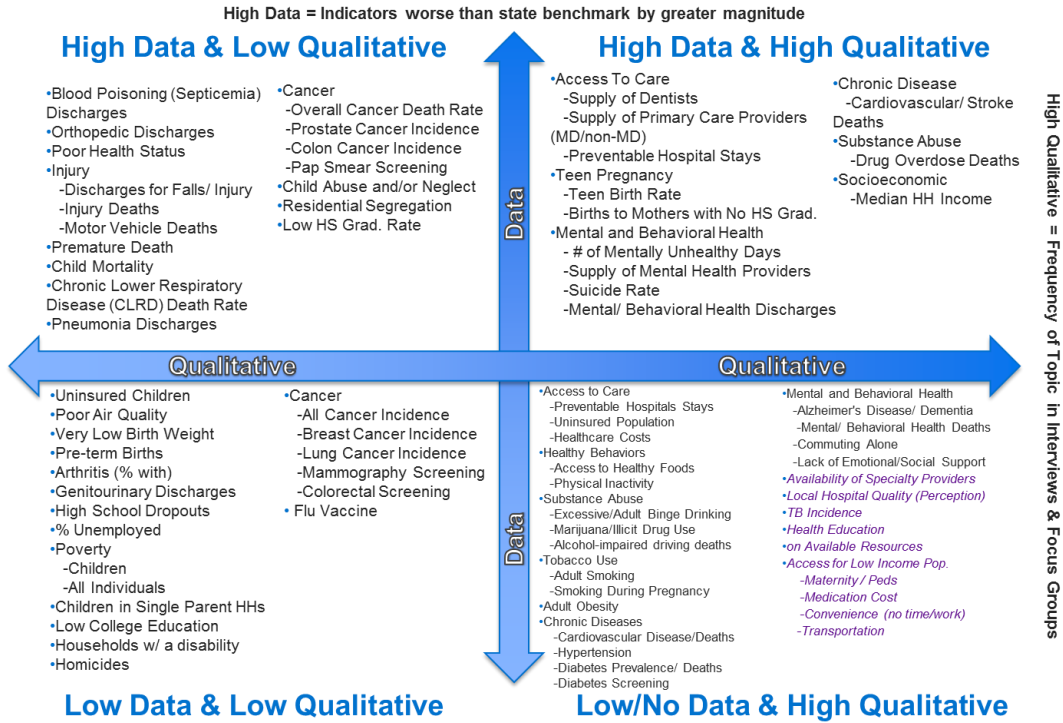 High Data = Indicators worse than state benchmark by greater magnitude
High Data & Low Qualitative
•Blood Poisoning (Septicemia)
Discharges
•Orthopedic Discharges
•Poor Health Status
•Injury
-Discharges for Falls/ Injury
-Injury Deaths
-Motor Vehicle Deaths
•Premature Death
•Child Mortality
•Chronic Lower Respiratory
Disease (CLRD) Death Rate
•Pneumonia Discharges
•Cancer
-Overall Cancer Death Rate
-Prostate Cancer Incidence
-Colon Cancer Incidence
-Pap Smear Screening
•Child Abuse and/or Neglect
•Residential Segregation
•Low HS Grad. Rate
High Data & High Qualitative
•Access To Care
-Supply of Dentists
-Supply of Primary Care Providers
(MD/non-MD)
-Preventable Hospital Stays
•Teen Pregnancy
-Teen Birth Rate
-Births to Mothers with No HS Grad.
•Mental and Behavioral Health
- # of Mentally Unhealthy Days
-Supply of Mental Health Providers
-Suicide Rate
-Mental/ Behavioral Health Discharges
•Chronic Disease
-Cardiovascular/ Stroke
Deaths
•Substance Abuse
-Drug Overdose Deaths
•Socioeconomic
-Median HH Income
High Qualitative = Frequency of Topic in Interviews & Focus Groups
Data
Qualitative
Qualitative
Data
•Uninsured Children
•Poor Air Quality
•Very Low Birth Weight
•Pre-term Births
•Arthritis (% with)
•Genitourinary Discharges
•High School Dropouts
•% Unemployed
•Poverty
-Children
-All Individuals
•Children in Single Parent HHs
•Low College Education
•Households w/ a disability
•Homicides
•Cancer
-All Cancer Incidence
-Breast Cancer Incidence
-Lung Cancer Incidence
-Mammography Screening
-Colorectal Screening
• Flu Vaccine
Low Data & Low Qualitative
•Access to Care
-Preventable Hospitals Stays
-Uninsured Population
-Healthcare Costs
•Healthy Behaviors
-Access to Healthy Foods
-Physical Inactivity
•Substance Abuse
-Excessive/Adult Binge Drinking
-Marijuana/Illicit Drug Use
-Alcohol-impaired driving deaths
•Tobacco Use
-Adult Smoking
-Smoking During Pregnancy
•Adult Obesity
•Chronic Diseases
-Cardiovascular Disease/Deaths
-Hypertension
-Diabetes Prevalence/ Deaths
-Diabetes Screening
•Mental and Behavioral Health
-Alzheimer's Disease/ Dementia
-Mental/ Behavioral Health Deaths
-Commuting Alone
-Lack of Emotional/Social Support
•Availability of Specialty Providers
•Local Hospital Quality (Perception)
•TB Incidence
•Health Education
•on Available Resources
•Access for Low Income Pop.
-Maternity / Peds
-Medication Cost
-Convenience (no time/work)
-Transportation
Low/No Data & High Qualitative